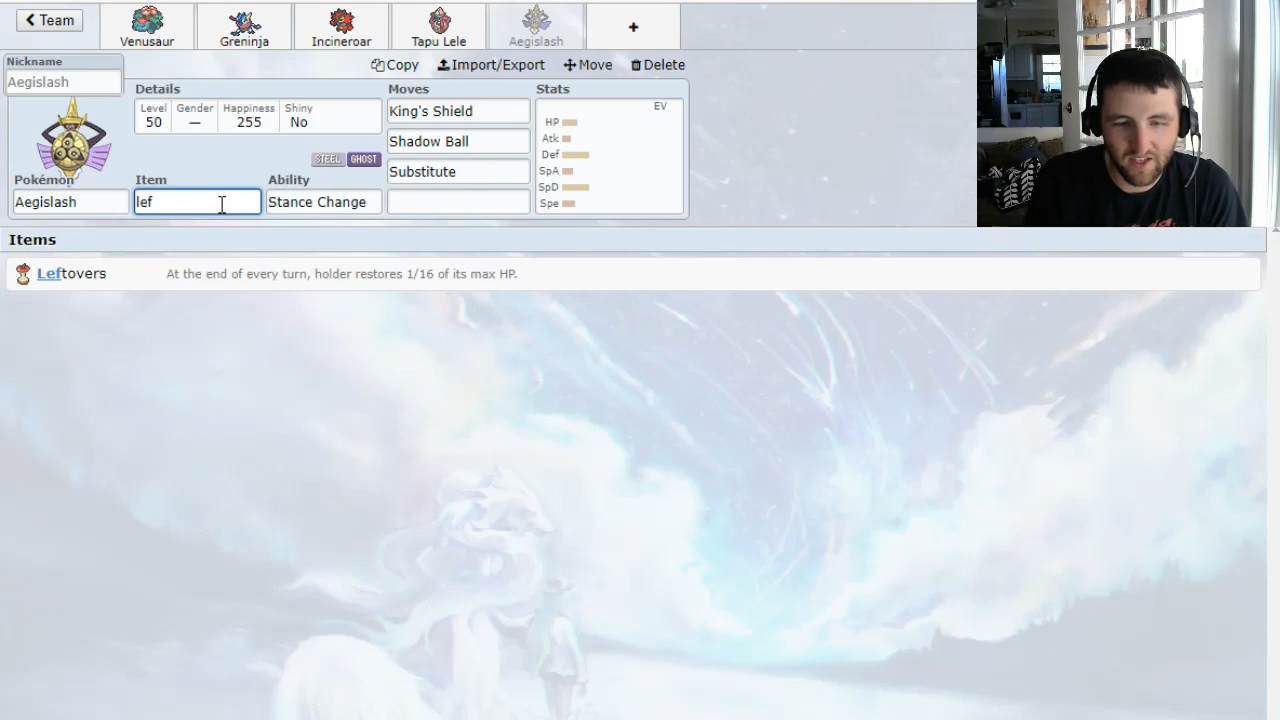 Team
Venusaur
Greninja
Incineroar
Tapu Lele
Aegislash
+
Nickname
Aegislash
Copy
Import/Export
Move
Delete
Details
Level
Gender
Happiness
Shiny
50
—
255
No
STEEL GHOST
Moves
King's Shield
Shadow Ball
Substitute
Stats
EV
HP
Atk
Def
SpA
SpD
Spe
Pokémon
Aegislash
Item
lef
Ability
Stance Change
Items
Leftovers
At the end of every turn, holder restores 1/16 of its max HP.